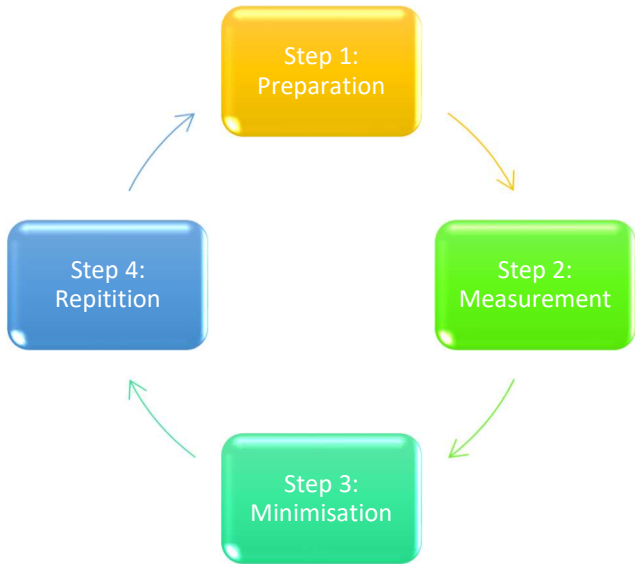 Step 1:
Preparation
Step 2:
Measurement
Step 3:
Minimisation
Step 4:
Repitition